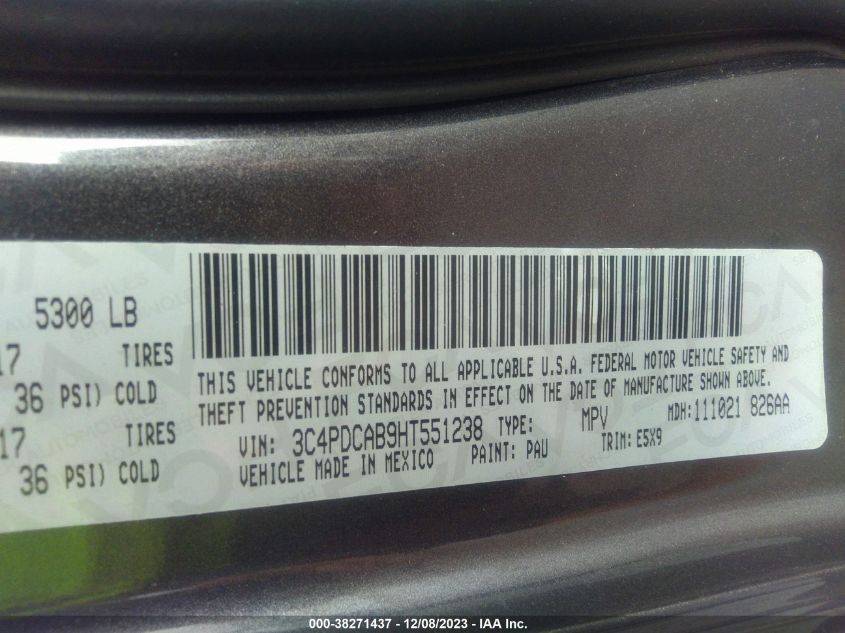 5300 LB
17 TIRES
36 PSI) COLD
17 TIRES
36 PSI) COLD
THIS VEHICLE CONFORMS TO ALL APPLICABLE U.S.A. FEDERAL MOTOR VEHICLE SAFETY AND
THEFT PREVENTION STANDARDS IN EFFECT ON THE DATE OF MANUFACTURE SHOWN ABOVE.
VIN: 3C4PDCAB9HT551238 TYPE: MPV MDH: 111021 826AA
VEHICLE MADE IN MEXICO PAINT: PAU TRIM: E5X9
000-38271437 - 12/08/2023 - IAA Inc.